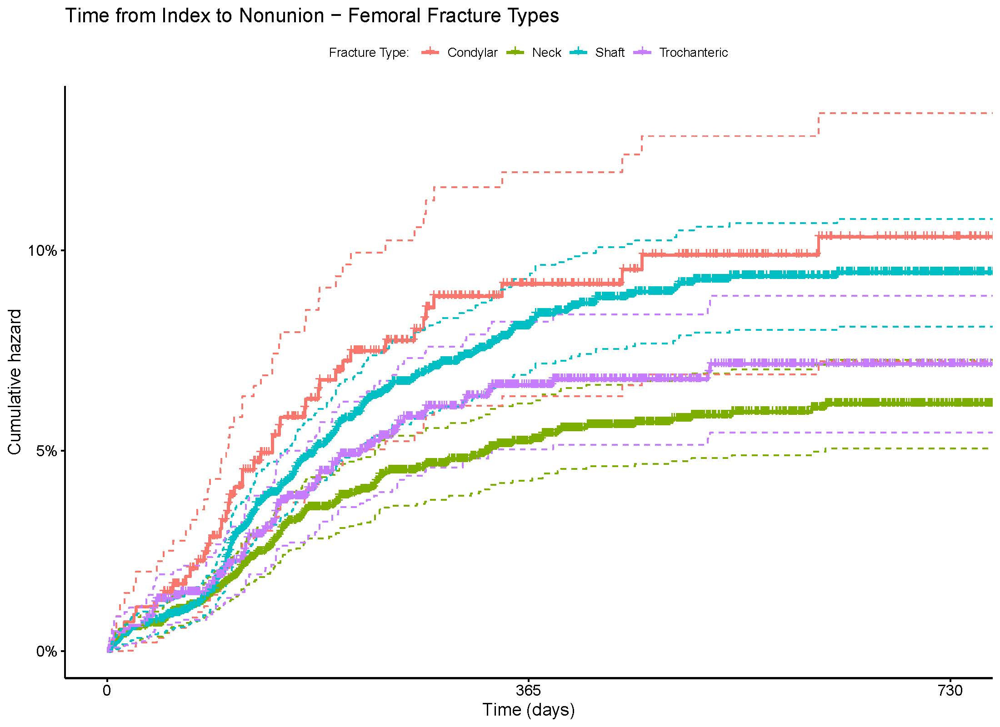 Time from Index to Nonunion − Femoral Fracture Types
Fracture Type: Condylar Neck Shaft Trochanteric
Cumulative hazard
10%
5%
0%
0 365 730
Time (days)